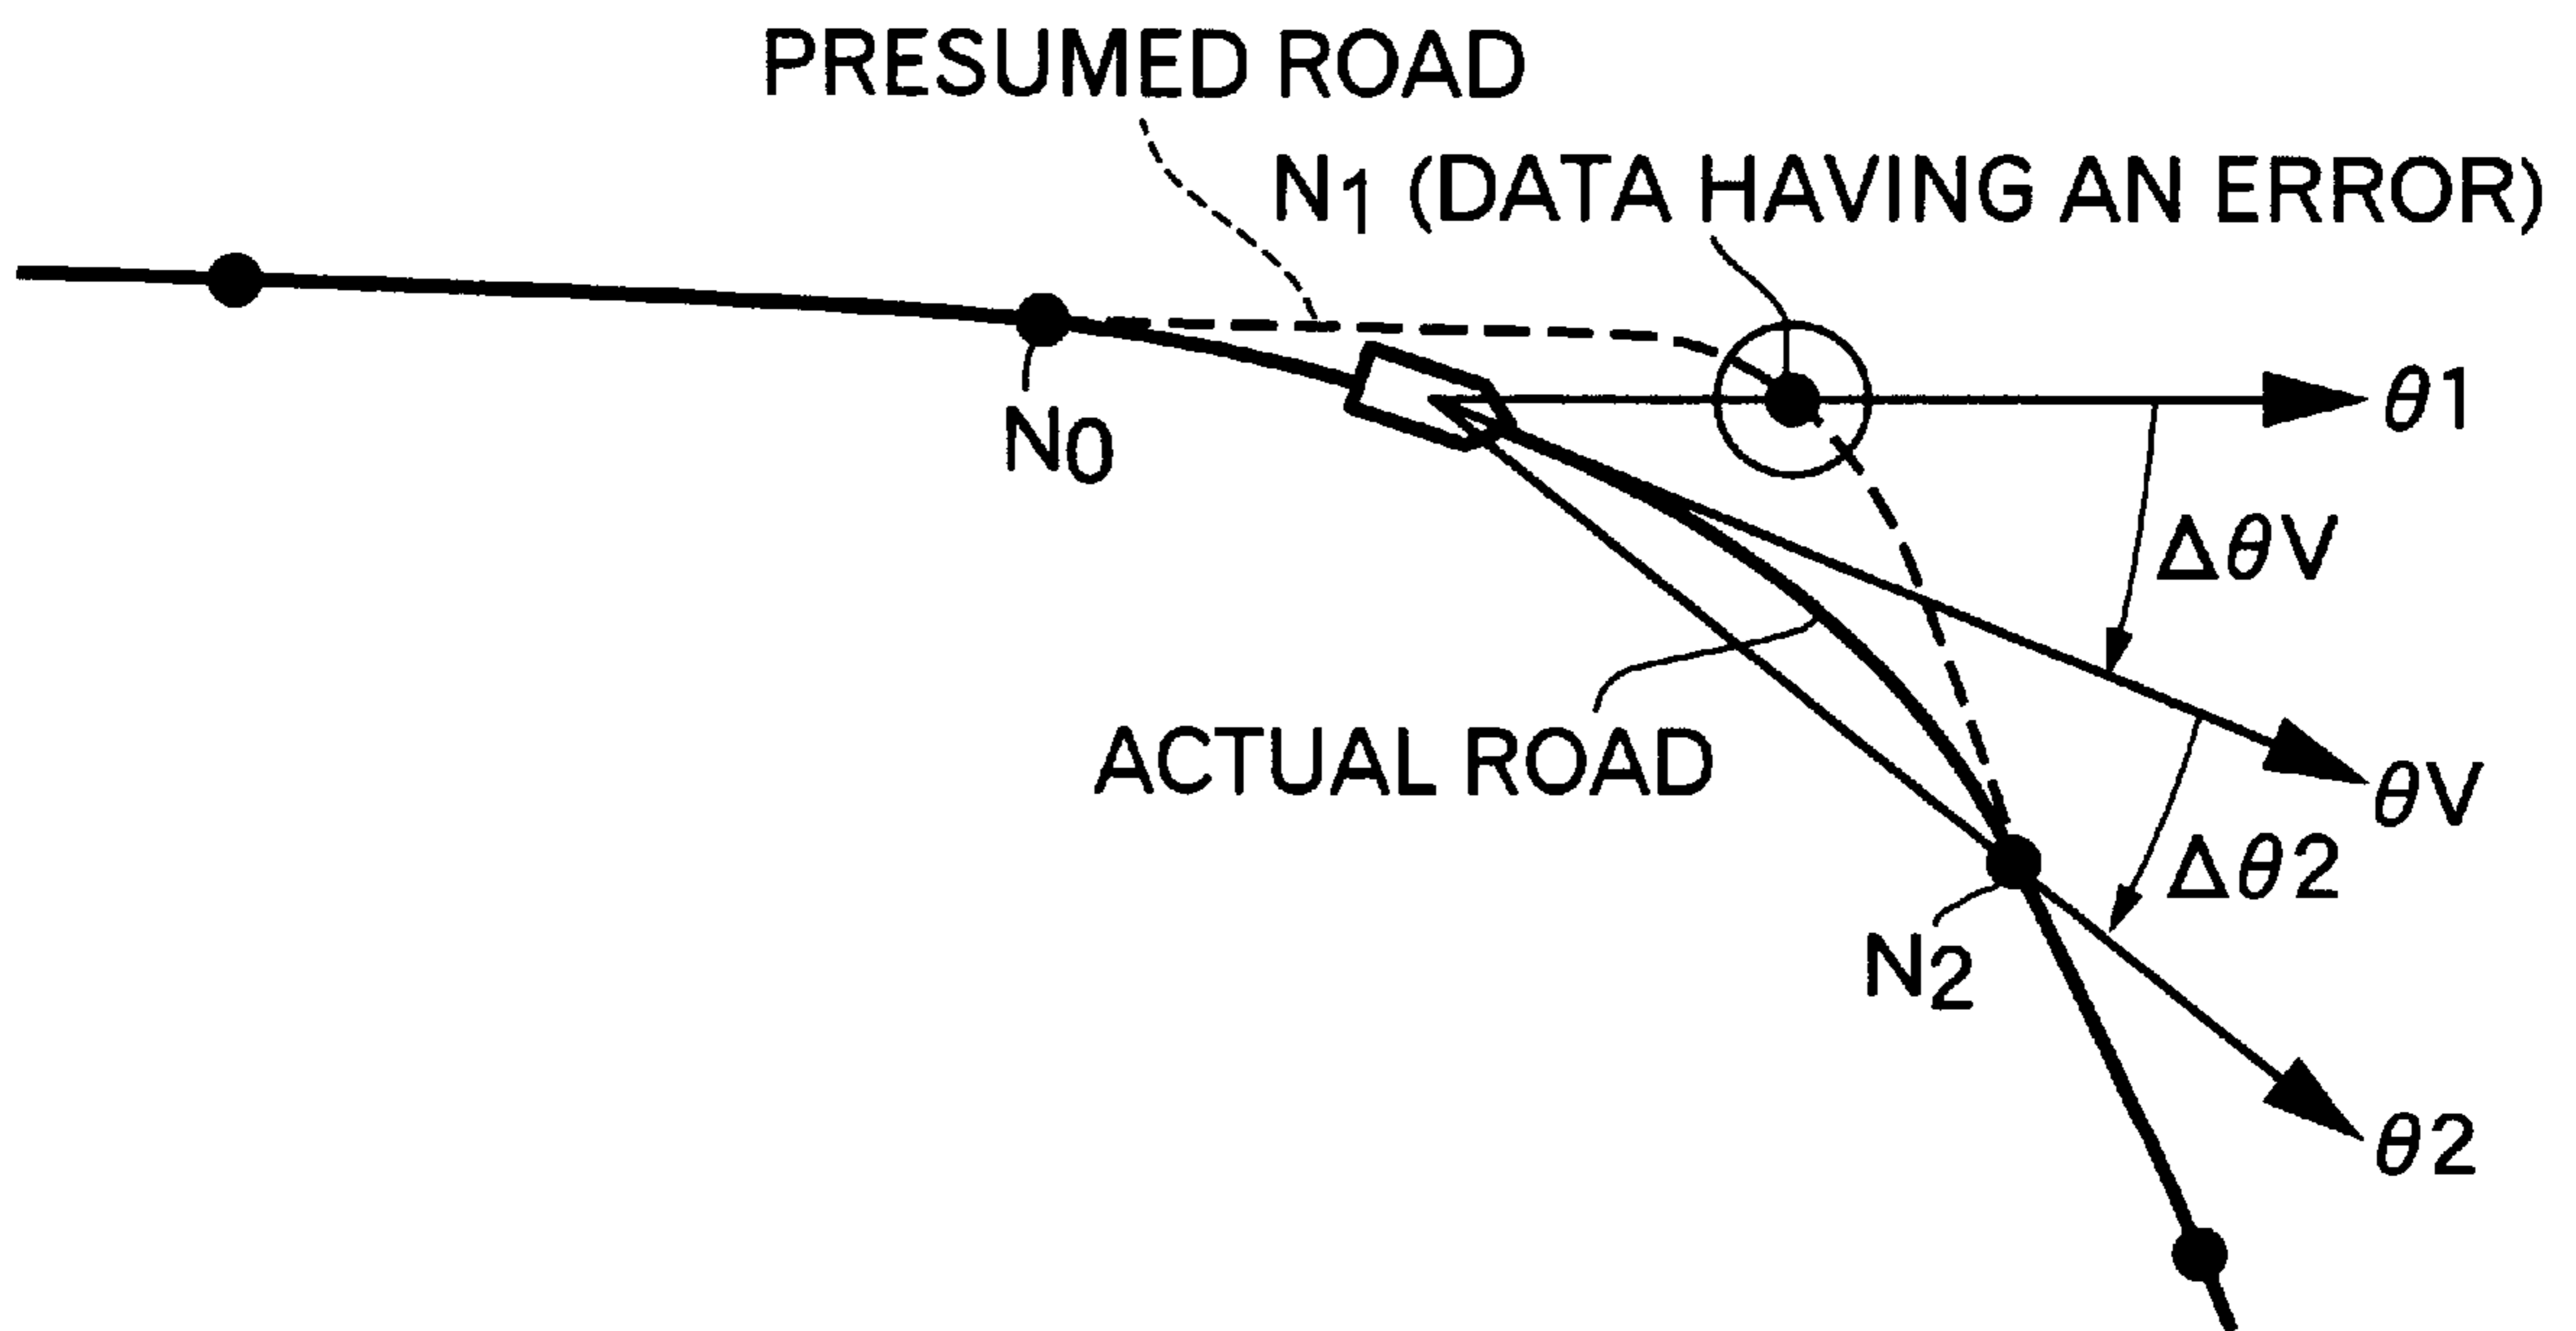 PRESUMED ROAD
N1 (DATA HAVING AN ERROR)
θ1
N0
ΔθV
ACTUAL ROAD
θV
Δθ2
N2
θ2